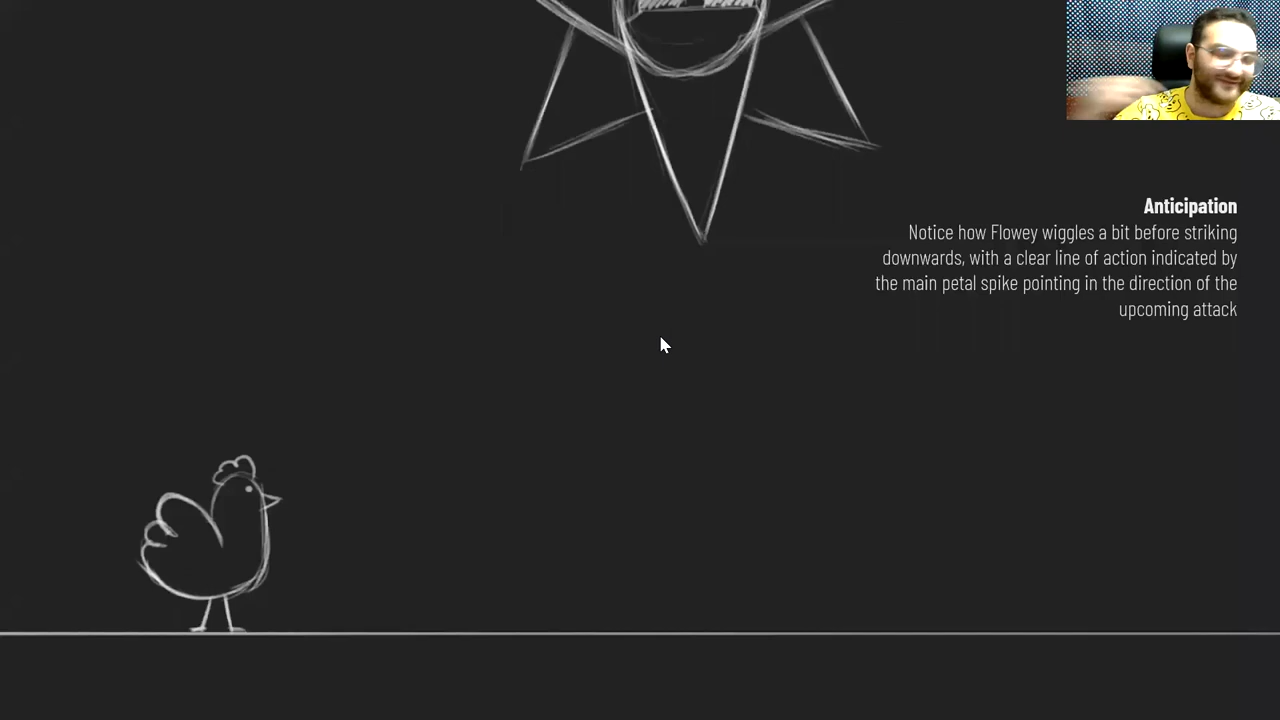 Anticipation
Notice how Flowey wiggles a bit before striking
downwards, with a clear line of action indicated by
the main petal spike pointing in the direction of the
upcoming attack